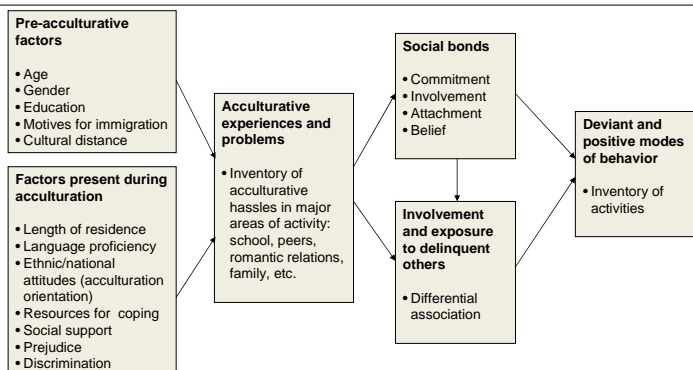 Pre-acculturative
factors
• Age
• Gender
• Education
• Motives for immigration
• Cultural distance
Factors present during
acculturation
• Length of residence
• Language proficiency
• Ethnic/national
attitudes (acculturation
orientation)
• Resources for coping
• Social support
• Prejudice
• Discrimination
Acculturative
experiences and
problems
• Inventory of
acculturative
hassles in major
areas of activity:
school, peers,
romantic relations,
family, etc.
Social bonds
• Commitment
• Involvement
• Attachment
• Belief
Involvement
and exposure
to delinquent
others
• Differential
association
Deviant and
positive modes
of behavior
• Inventory of
activities